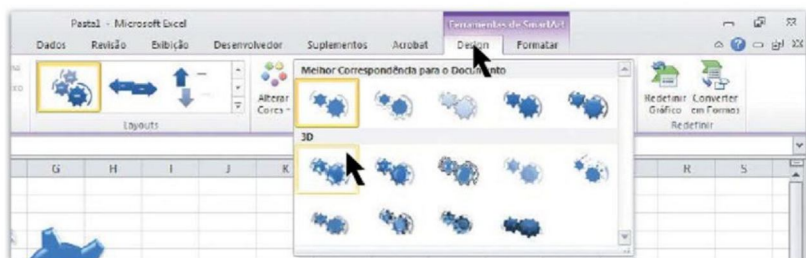 Pasta1 - Microsoft Excel
Ferramentas de SmartArt
Dados Revisão Exibição Desenvolvedor Suplementos Acrobat Design Formatar
Melhor Correspondência para o Documento
3D
Alterar Cores
Layouts
Redefinir Gráfico
Converter em Formas
Redefinir
G H I J K R S